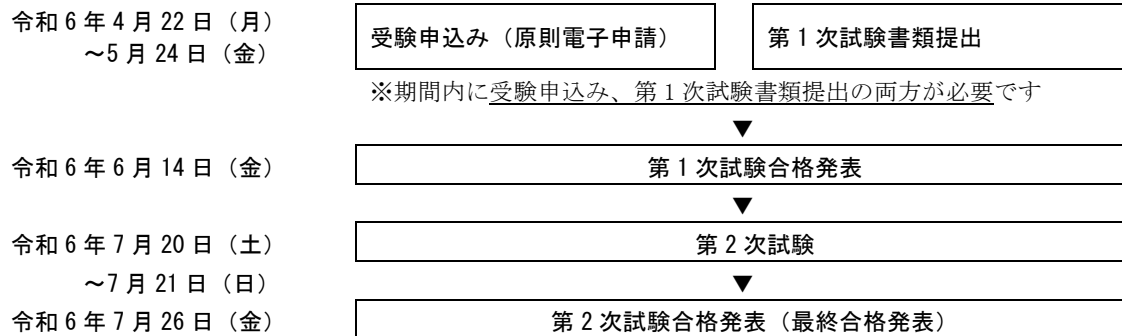 令和6年4月22日（月） 受験申込み（原則電子申請） 第1次試験書類提出
～5月24日（金）
※期間内に受験申込み、第1次試験書類提出の両方が必要です
▼
令和6年6月14日（金） 第1次試験合格発表
▼
令和6年7月20日（土） 第2次試験
～7月21日（日） ▼
令和6年7月26日（金） 第2次試験合格発表（最終合格発表）